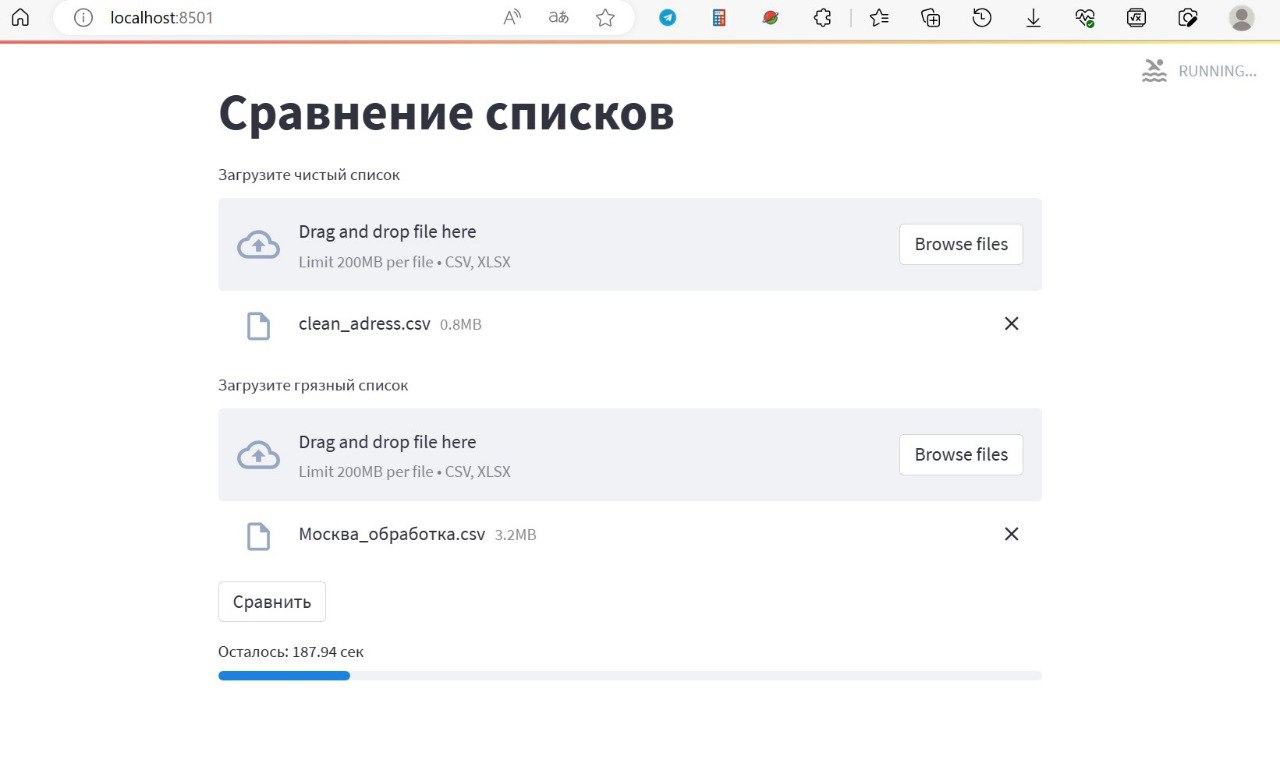 localhost:8501
RUNNING...
Сравнение списков
Загрузите чистый список
Drag and drop file here
Limit 200MB per file • CSV, XLSX
Browse files
clean_adress.csv 0.8MB
Загрузите грязный список
Drag and drop file here
Limit 200MB per file • CSV, XLSX
Browse files
Москва_обработка.csv 3.2MB
Сравнить
Осталось: 187.94 сек